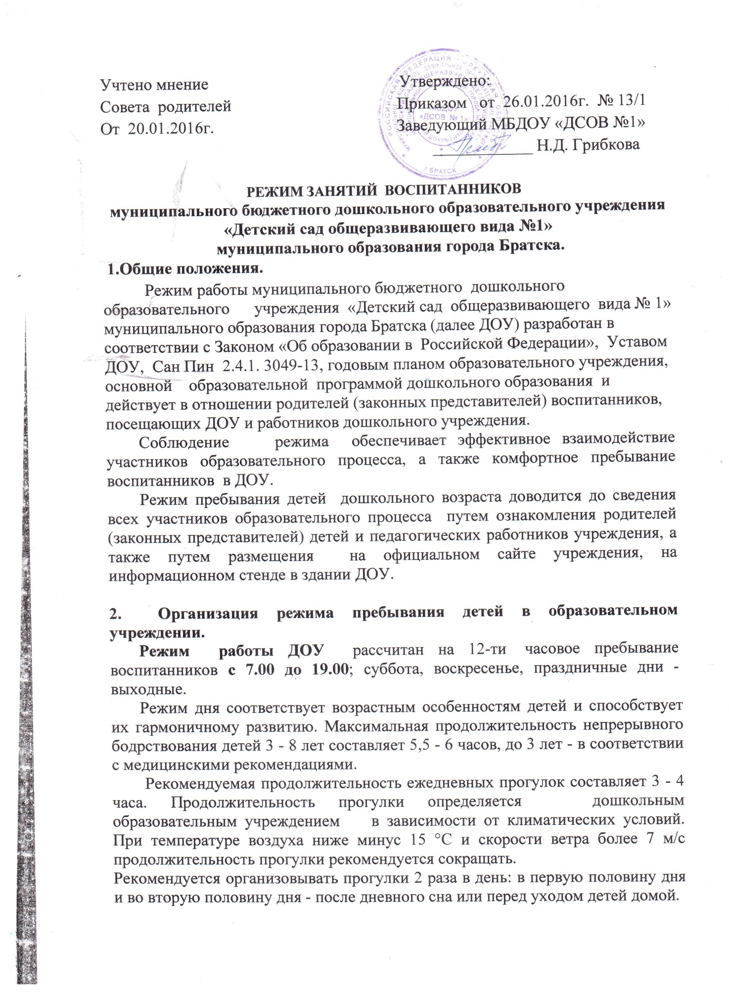 Учтено мнение
Совета родителей
От 20.01.2016г.
Утверждено:
Приказом от 26.01.2016г. № 13/1
Заведующий МБДОУ «ДСОВ №1»
____________ Н.Д. Грибкова
РОССИЙСКАЯ ФЕДЕРАЦИЯ * ИРКУТСКАЯ ОБЛАСТЬ
МБДОУ
«ДСОВ № 1»
г. БРАТСК
РЕЖИМ ЗАНЯТИЙ ВОСПИТАННИКОВ
муниципального бюджетного дошкольного образовательного учреждения
«Детский сад общеразвивающего вида №1»
муниципального образования города Братска.
1.Общие положения.
Режим работы муниципального бюджетного дошкольного
образовательного учреждения «Детский сад общеразвивающего вида № 1»
муниципального образования города Братска (далее ДОУ) разработан в
соответствии с Законом «Об образовании в Российской Федерации», Уставом
ДОУ, Сан Пин 2.4.1. 3049-13, годовым планом образовательного учреждения,
основной образовательной программой дошкольного образования и
действует в отношении родителей (законных представителей) воспитанников,
посещающих ДОУ и работников дошкольного учреждения.
Соблюдение режима обеспечивает эффективное взаимодействие
участников образовательного процесса, а также комфортное пребывание
воспитанников в ДОУ.
Режим пребывания детей дошкольного возраста доводится до сведения
всех участников образовательного процесса путем ознакомления родителей
(законных представителей) детей и педагогических работников учреждения, а
также путем размещения на официальном сайте учреждения, на
информационном стенде в здании ДОУ.
2. Организация режима пребывания детей в образовательном
учреждении.
Режим работы ДОУ рассчитан на 12-ти часовое пребывание
воспитанников с 7.00 до 19.00; суббота, воскресенье, праздничные дни -
выходные.
Режим дня соответствует возрастным особенностям детей и способствует
их гармоничному развитию. Максимальная продолжительность непрерывного
бодрствования детей 3 - 8 лет составляет 5,5 - 6 часов, до 3 лет - в соответствии
с медицинскими рекомендациями.
Рекомендуемая продолжительность ежедневных прогулок составляет 3 - 4
часа. Продолжительность прогулки определяется дошкольным
образовательным учреждением в зависимости от климатических условий.
При температуре воздуха ниже минус 15 °C и скорости ветра более 7 м/с
продолжительность прогулки рекомендуется сокращать.
Рекомендуется организовывать прогулки 2 раза в день: в первую половину дня
и во вторую половину дня - после дневного сна или перед уходом детей домой.